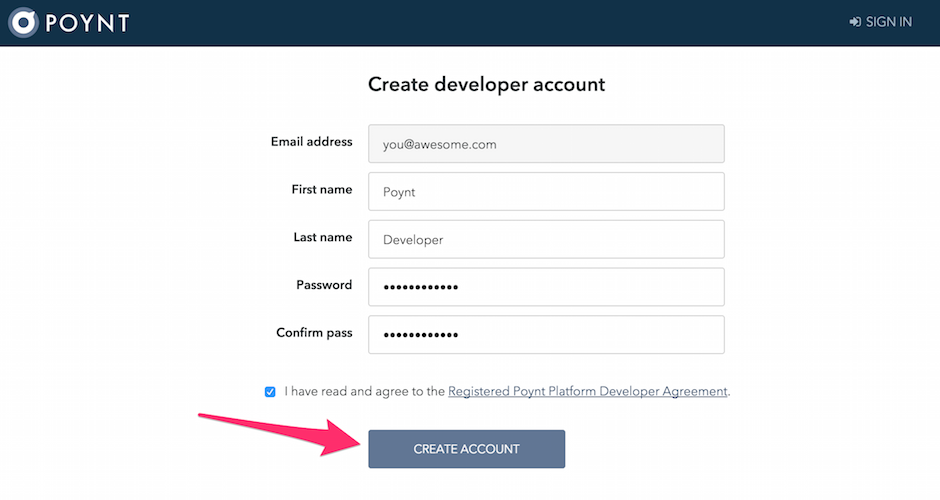 POYNT
SIGN IN
Create developer account
Email address you@awesome.com
First name Poynt
Last name Developer
Password ••••••••••••
Confirm pass ••••••••••••
I have read and agree to the Registered Poynt Platform Developer Agreement.
CREATE ACCOUNT